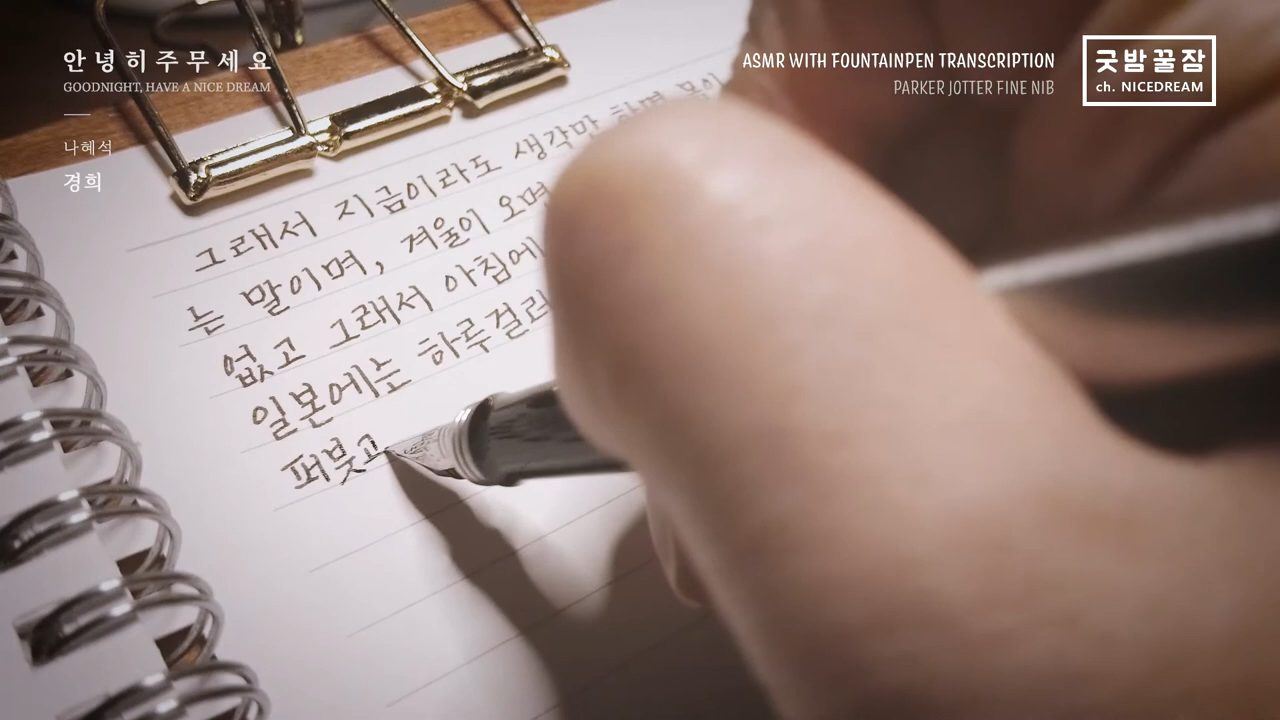 안녕히주무세요
GOODNIGHT, HAVE A NICE DREAM
나혜석
경희
ASMR WITH FOUNTAINPEN TRANSCRIPTION
PARKER JOTTER FINE NIB
굿밤꿀잠
ch. NICEDREAM
그래서 지금이라도 생각만 하면 몸이
는 말이며, 겨울이 오면
없고 그래서 아침에
일본에는 하루걸러
퍼붓고